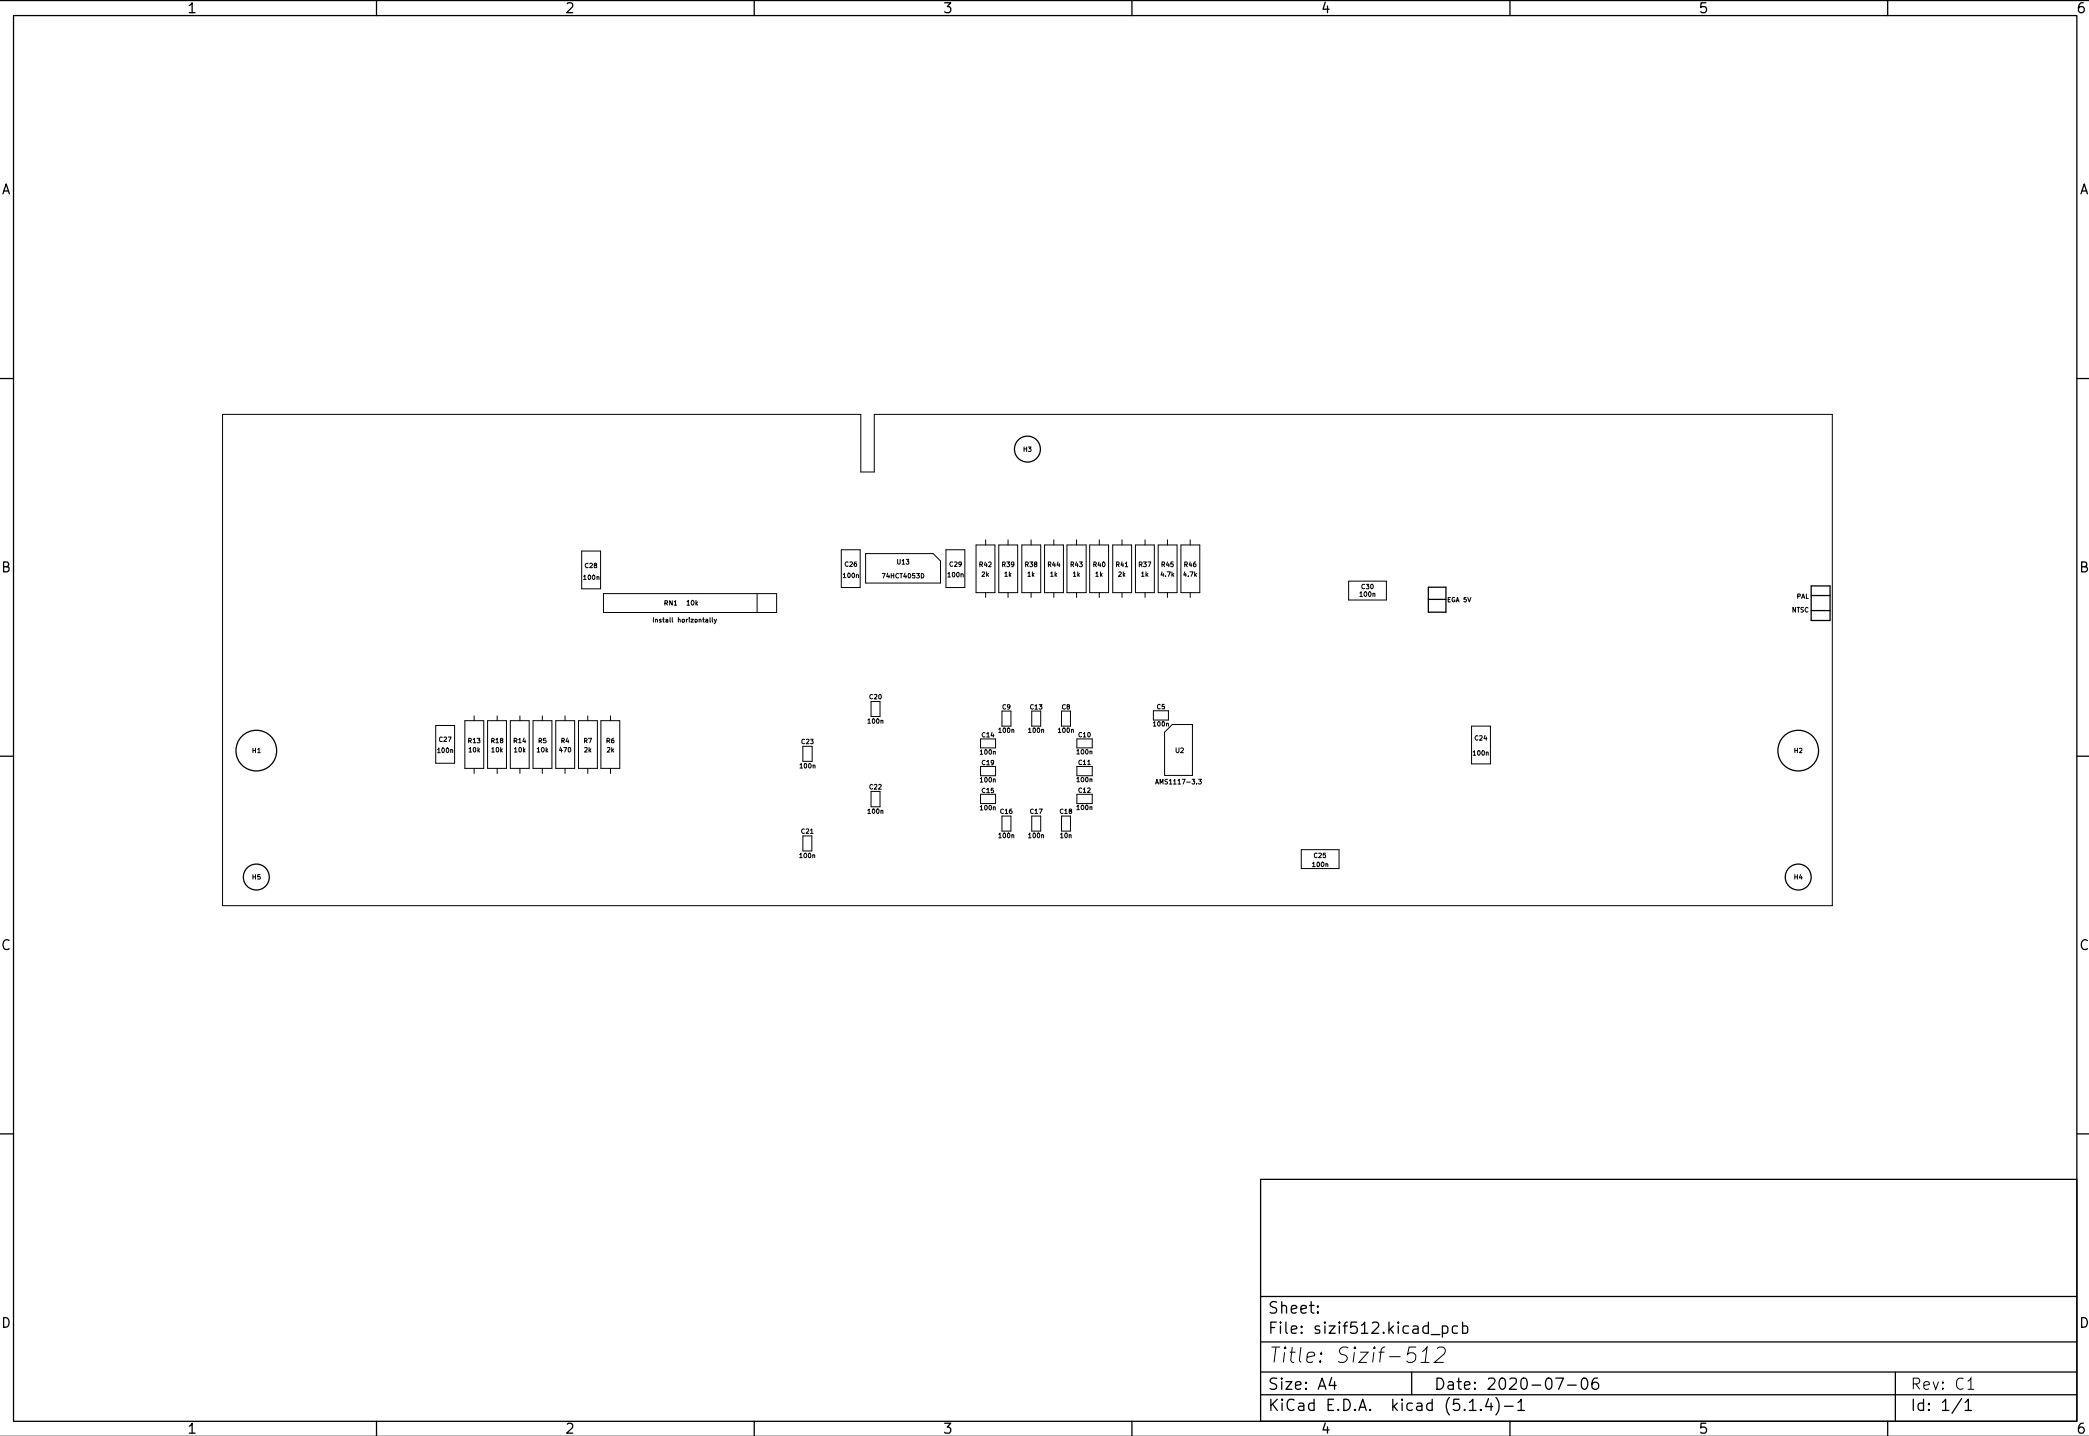 1 2 3 4 5 6
A A
H3
B B
C28
100n
C26
100n
U13
74HCT4053D
C29
100n
R42
2k
R39
1k
R38
1k
R44
1k
R43
1k
R40
1k
R41
2k
R37
1k
R45
4.7k
R46
4.7k
C30
100n
EGA 5V
PAL
NTSC
RN1 10k
Install horizontally
C20
100n
C9
100n
C13
100n
C8
100n
C5
100n
H1
C27
100n
R13
10k
R18
10k
R14
10k
R5
10k
R4
470
R7
2k
R6
2k
C23
100n
C14
100n
C10
100n
C19
100n
C11
100n
C15
100n
C12
100n
U2
AMS1117-3.3
C24
100n
H2
C22
100n
C16
100n
C17
100n
C18
10n
C21
100n
C25
100n
H5
H4
C C
D D
Sheet:
File: sizif512.kicad_pcb
Title: Sizif-512
Size: A4 Date: 2020-07-06 Rev: C1
KiCad E.D.A. kicad (5.1.4)-1 Id: 1/1
1 2 3 4 5 6